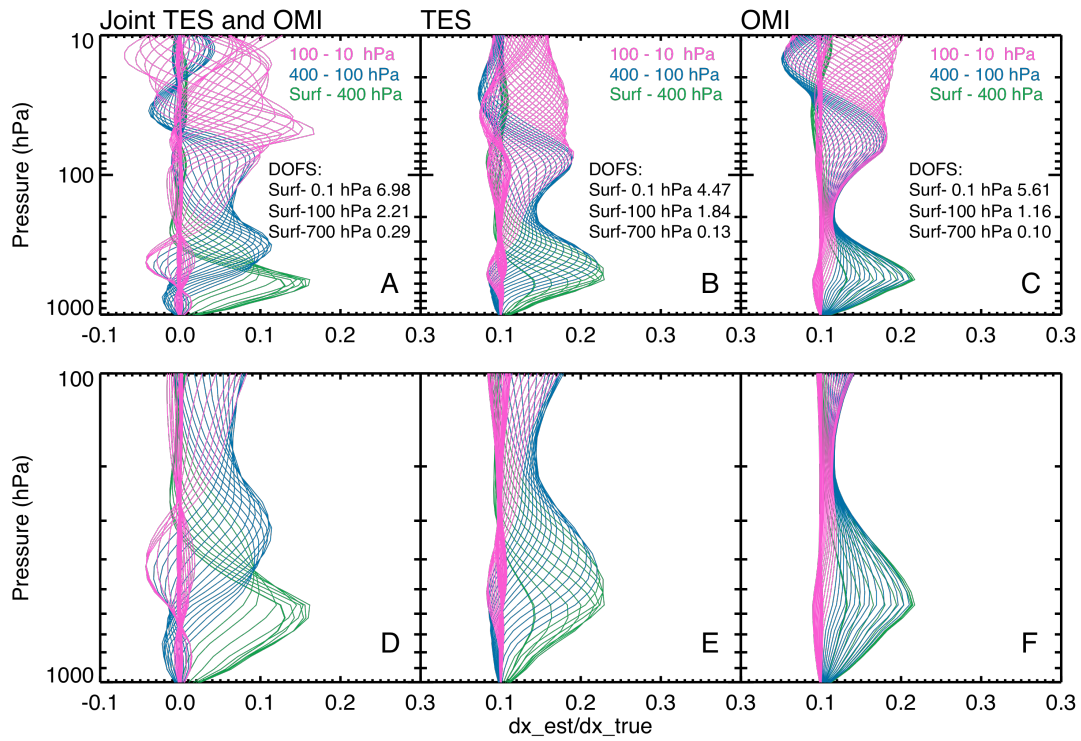 Joint TES and OMI TES OMI
10
100 - 10 hPa 100 - 10 hPa 100 - 10 hPa
400 - 100 hPa 400 - 100 hPa 400 - 100 hPa
Surf - 400 hPa Surf - 400 hPa Surf - 400 hPa
Pressure (hPa)
100
DOFS: DOFS: DOFS:
Surf- 0.1 hPa 6.98 Surf- 0.1 hPa 4.47 Surf- 0.1 hPa 5.61
Surf-100 hPa 2.21 Surf-100 hPa 1.84 Surf-100 hPa 1.16
Surf-700 hPa 0.29 Surf-700 hPa 0.13 Surf-700 hPa 0.10
A B C
1000
-0.1 0.0 0.1 0.2 0.3 0.1 0.2 0.3 0.1 0.2 0.3
100
Pressure (hPa)
D E F
1000
-0.1 0.0 0.1 0.2 0.3 0.1 0.2 0.3 0.1 0.2 0.3
dx_est/dx_true